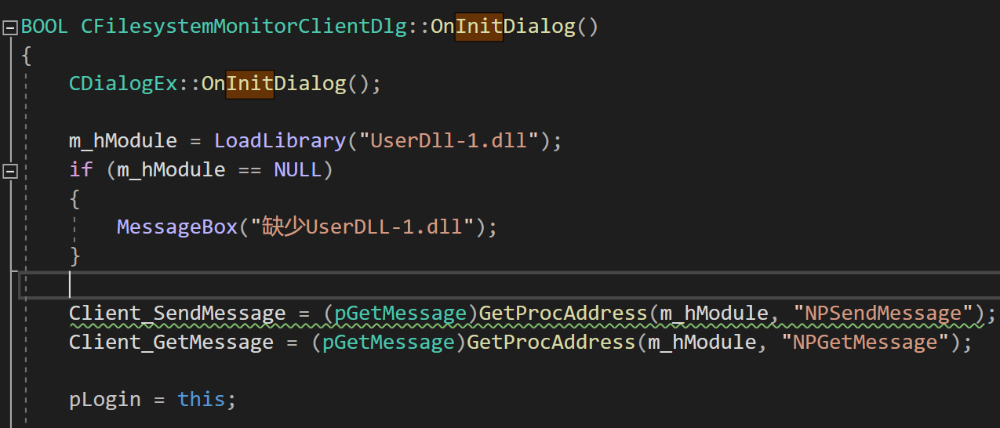 BOOL CFilesystemMonitorClientDlg::OnInitDialog()
{
CDialogEx::OnInitDialog();
m_hModule = LoadLibrary("UserDll-1.dll");
if (m_hModule == NULL)
{
MessageBox("缺少UserDLL-1.dll");
}
Client_SendMessage = (pGetMessage)GetProcAddress(m_hModule, "NPSendMessage");
Client_GetMessage = (pGetMessage)GetProcAddress(m_hModule, "NPGetMessage");
pLogin = this;